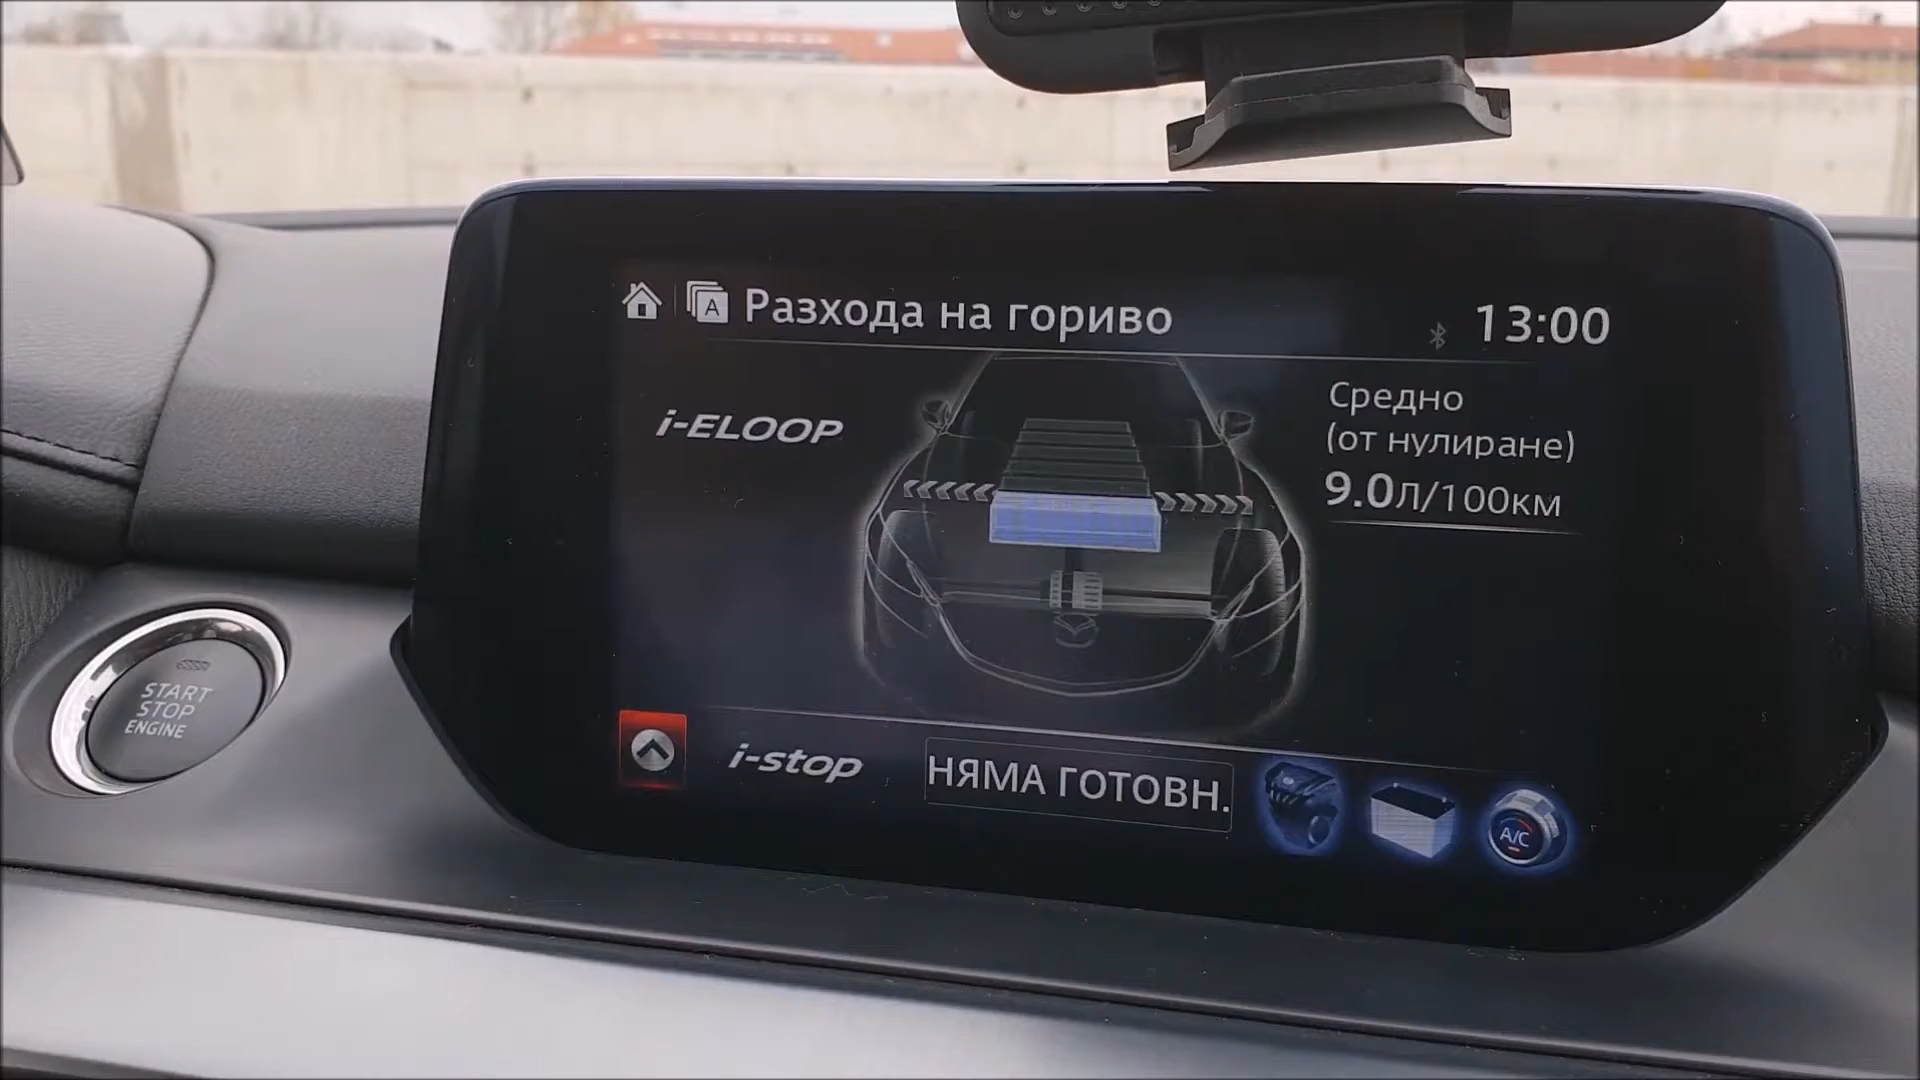 A Разхода на гориво
13:00
i-ELOOP
Средно
(от нулиране)
9.0Л/100км
i-stop
НЯМА ГОТОВН.
A/C
START
STOP
ENGINE